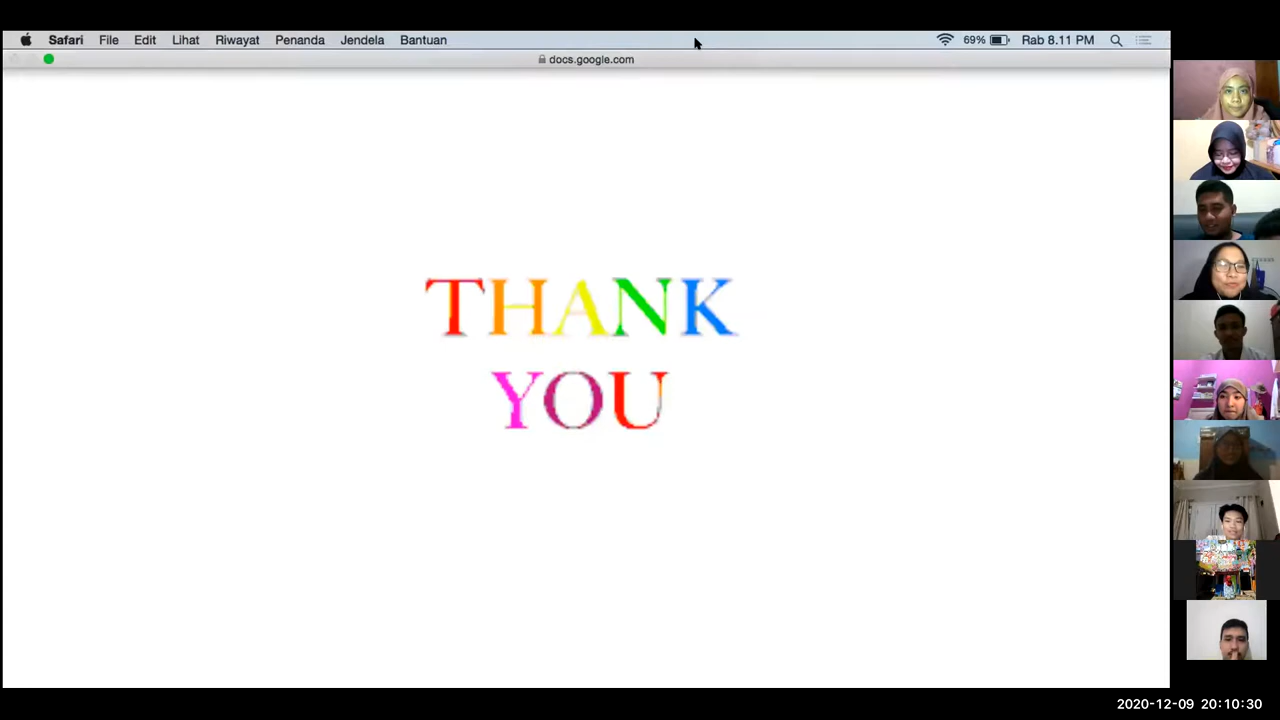 Safari File Edit Lihat Riwayat Penanda Jendela Bantuan 69% Rab 8.11 PM
docs.google.com
THANK
YOU
2020-12-09 20:10:30